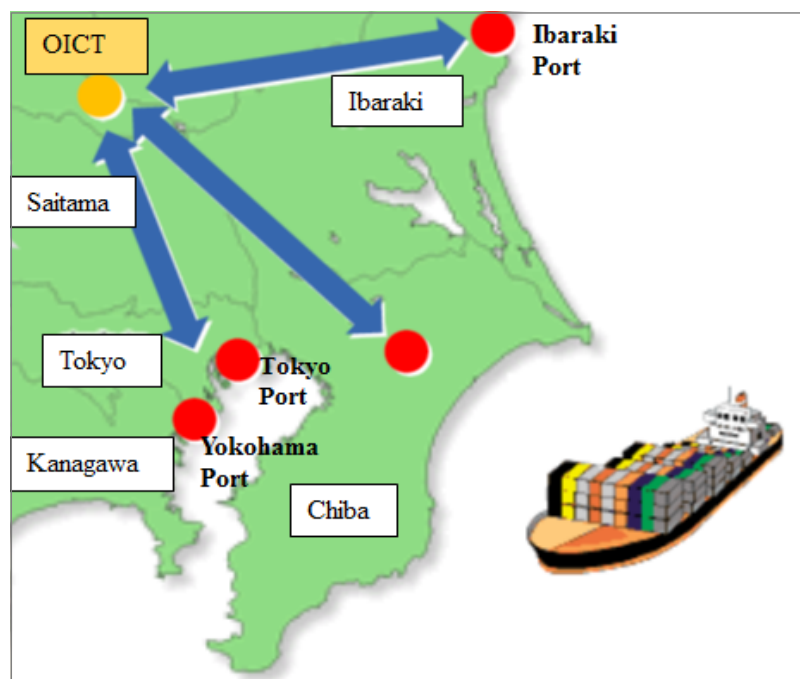 OICT
Ibaraki
Port
Ibaraki
Saitama
Tokyo
Tokyo
Port
Yokohama
Port
Kanagawa
Chiba